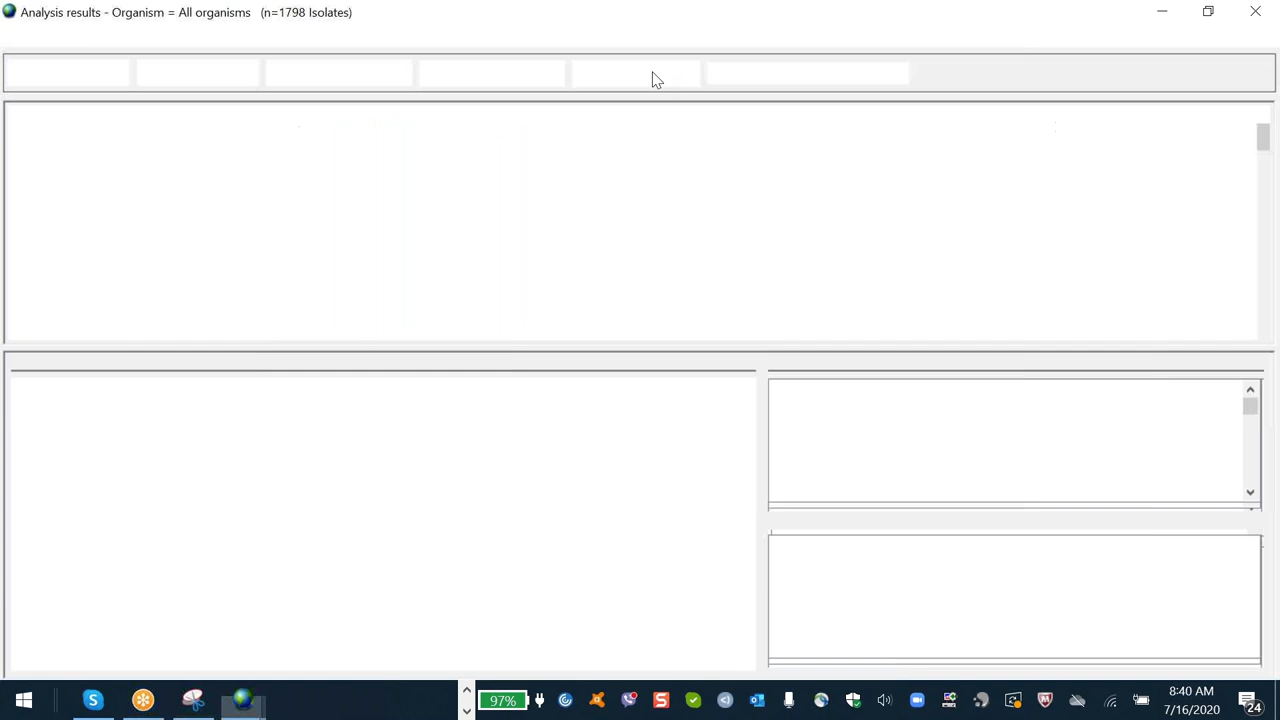 Analysis results - Organism = All organisms   (n=1798 Isolates)
97%
8:40 AM
7/16/2020
24